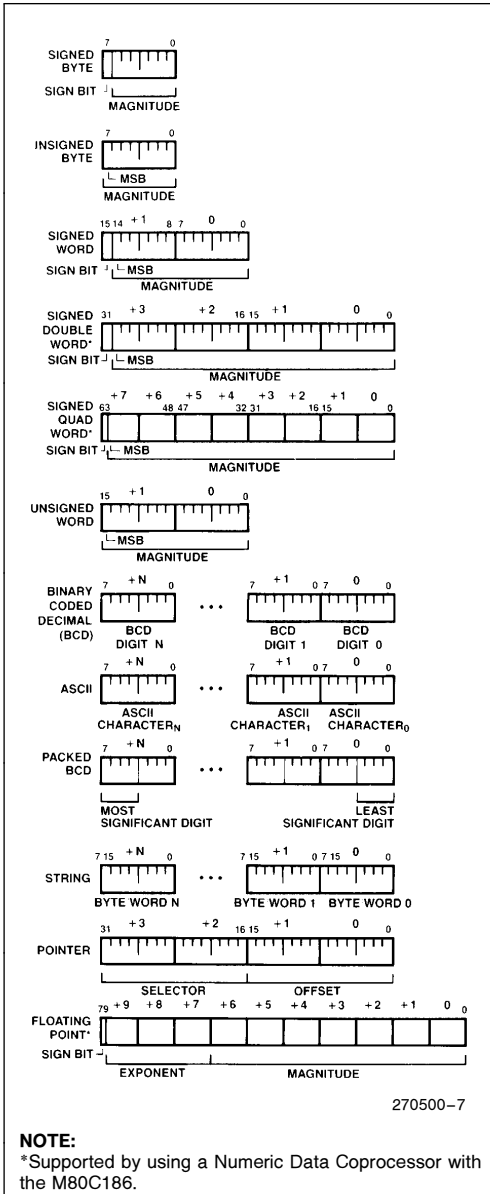 7 0
SIGNED
BYTE
SIGN BIT
MAGNITUDE
7 0
JNSIGNED
BYTE
MSB
MAGNITUDE
15 14 +1 8 7 0 0
SIGNED
WORD
SIGN BIT MSB
MAGNITUDE
31 +3 +2 16 15 +1 0 0
SIGNED
DOUBLE
WORD*
SIGN BIT MSB
MAGNITUDE
+7 +6 +5 +4 +3 +2 +1 0
63 48 47 32 31 16 15 0
SIGNED
QUAD
WORD*
SIGN BIT MSB
MAGNITUDE
15 +1 0 0
UNSIGNED
WORD
MSB
MAGNITUDE
7 +N 0 7 +1 0 7 0 0
BINARY
CODED
DECIMAL
(BCD)
...
BCD BCD BCD
DIGIT N DIGIT 1 DIGIT 0
7 +N 0 7 +1 0 7 0 0
ASCII ...
ASCII ASCII ASCII
CHARACTERN CHARACTER1 CHARACTER0
7 +N 0 7 +1 0 7 0 0
PACKED
BCD
...
MOST LEAST
SIGNIFICANT DIGIT SIGNIFICANT DIGIT
7 15 +N 0 7 15 +1 0 7 15 0 0
STRING ...
BYTE WORD N BYTE WORD 1 BYTE WORD 0
31 +3 +2 16 15 +1 0 0
POINTER
SELECTOR OFFSET
79 +9 +8 +7 +6 +5 +4 +3 +2 +1 0 0
FLOATING
POINT*
SIGN BIT
EXPONENT MAGNITUDE
270500–7
NOTE:
*Supported by using a Numeric Data Coprocessor with
the M80C186.